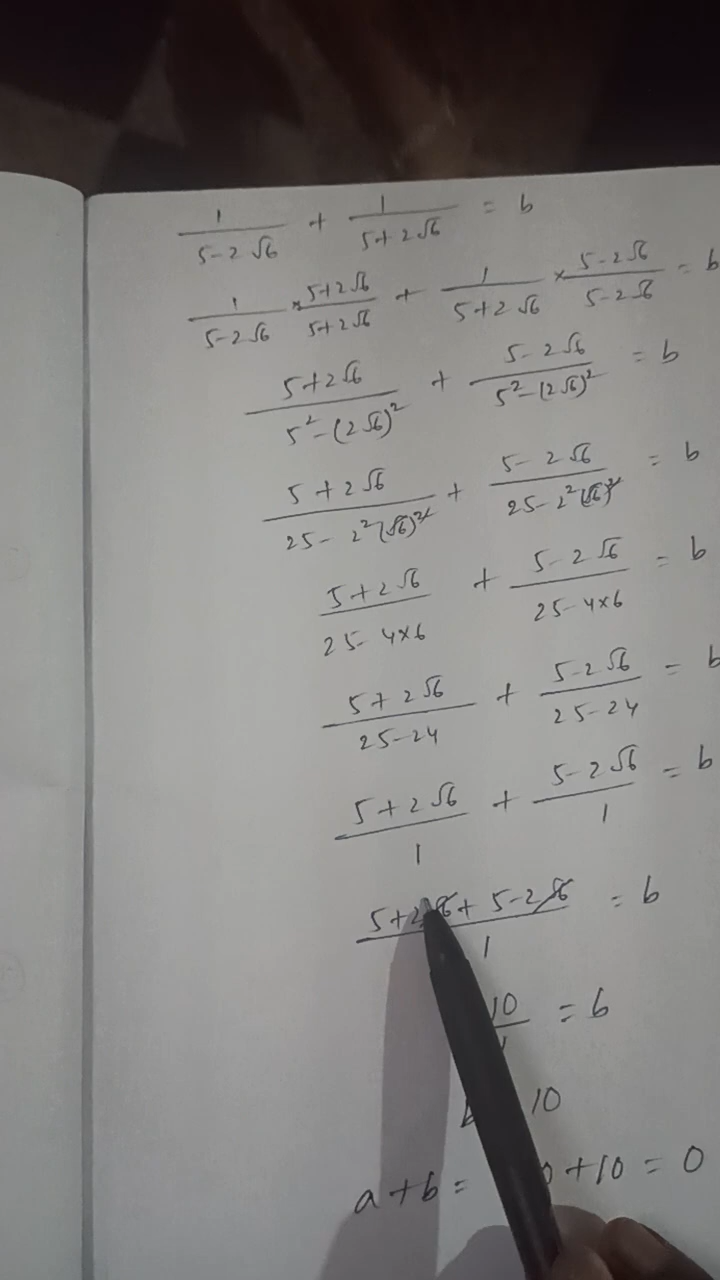 1/(5-2√6) + 1/(5+2√6) = b
1/(5-2√6) × (5+2√6)/(5+2√6) + 1/(5+2√6) × (5-2√6)/(5-2√6) = b
(5+2√6)/(5²-(2√6)²) + (5-2√6)/(5²-(2√6)²) = b
(5+2√6)/(25-2²(√6)²) + (5-2√6)/(25-2²(√6)²) = b
(5+2√6)/(25-4×6) + (5-2√6)/(25-4×6) = b
(5+2√6)/(25-24) + (5-2√6)/(25-24) = b
(5+2√6)/1 + (5-2√6)/1 = b
(5+2√6+5-2√6)/1 = b
10/1 = b
10
a+b = +10 = 0